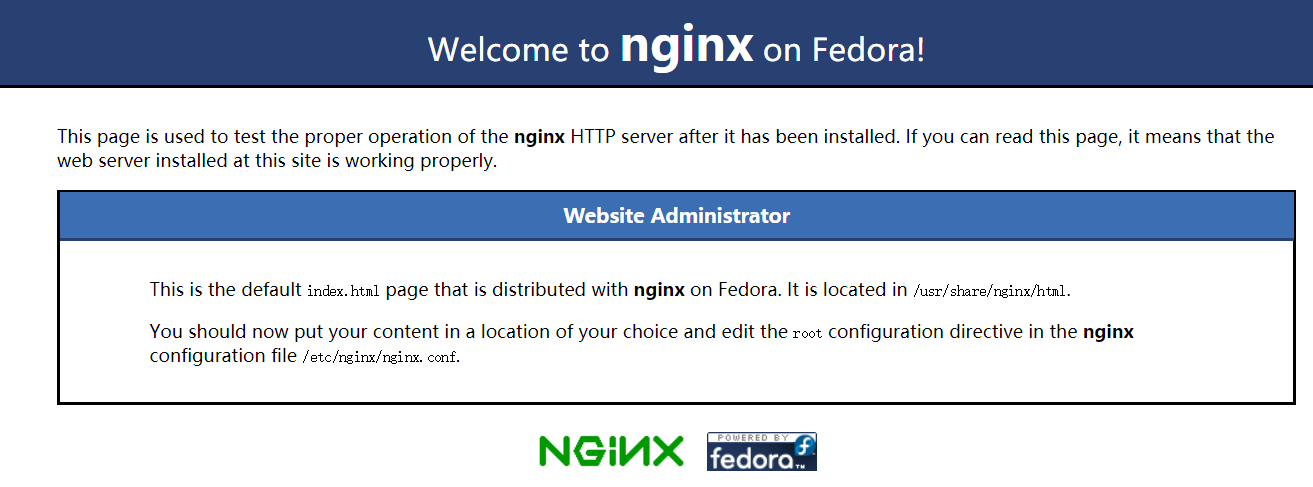 Welcome to nginx on Fedora!
This page is used to test the proper operation of the nginx HTTP server after it has been installed. If you can read this page, it means that the
web server installed at this site is working properly.
Website Administrator
This is the default index.html page that is distributed with nginx on Fedora. It is located in /usr/share/nginx/html.
You should now put your content in a location of your choice and edit the root configuration directive in the nginx
configuration file /etc/nginx/nginx.conf.
NGINX
POWERED BY
fedora™